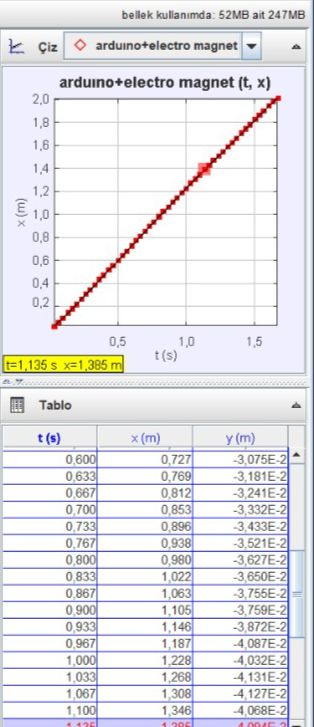 bellek kullanımda: 52MB ait 247MB
Çiz arduıno+electro magnet
arduıno+electro magnet (t, x)
2,0
1,8
1,6
1,4
1,2
1,0
0,8
0,6
0,4
0,2
x (m)
0,5 1,0 1,5
t (s)
t=1,135 s x=1,385 m
Tablo
t (s) x (m) y (m)
0,600 0,727 -3,075E-2
0,633 0,769 -3,181E-2
0,667 0,812 -3,241E-2
0,700 0,853 -3,332E-2
0,733 0,896 -3,433E-2
0,767 0,938 -3,521E-2
0,800 0,980 -3,627E-2
0,833 1,022 -3,650E-2
0,867 1,063 -3,755E-2
0,900 1,105 -3,759E-2
0,933 1,146 -3,872E-2
0,967 1,187 -4,087E-2
1,000 1,228 -4,032E-2
1,033 1,268 -4,131E-2
1,067 1,308 -4,127E-2
1,100 1,346 -4,068E-2
1,135 1,385 -4,094E-2